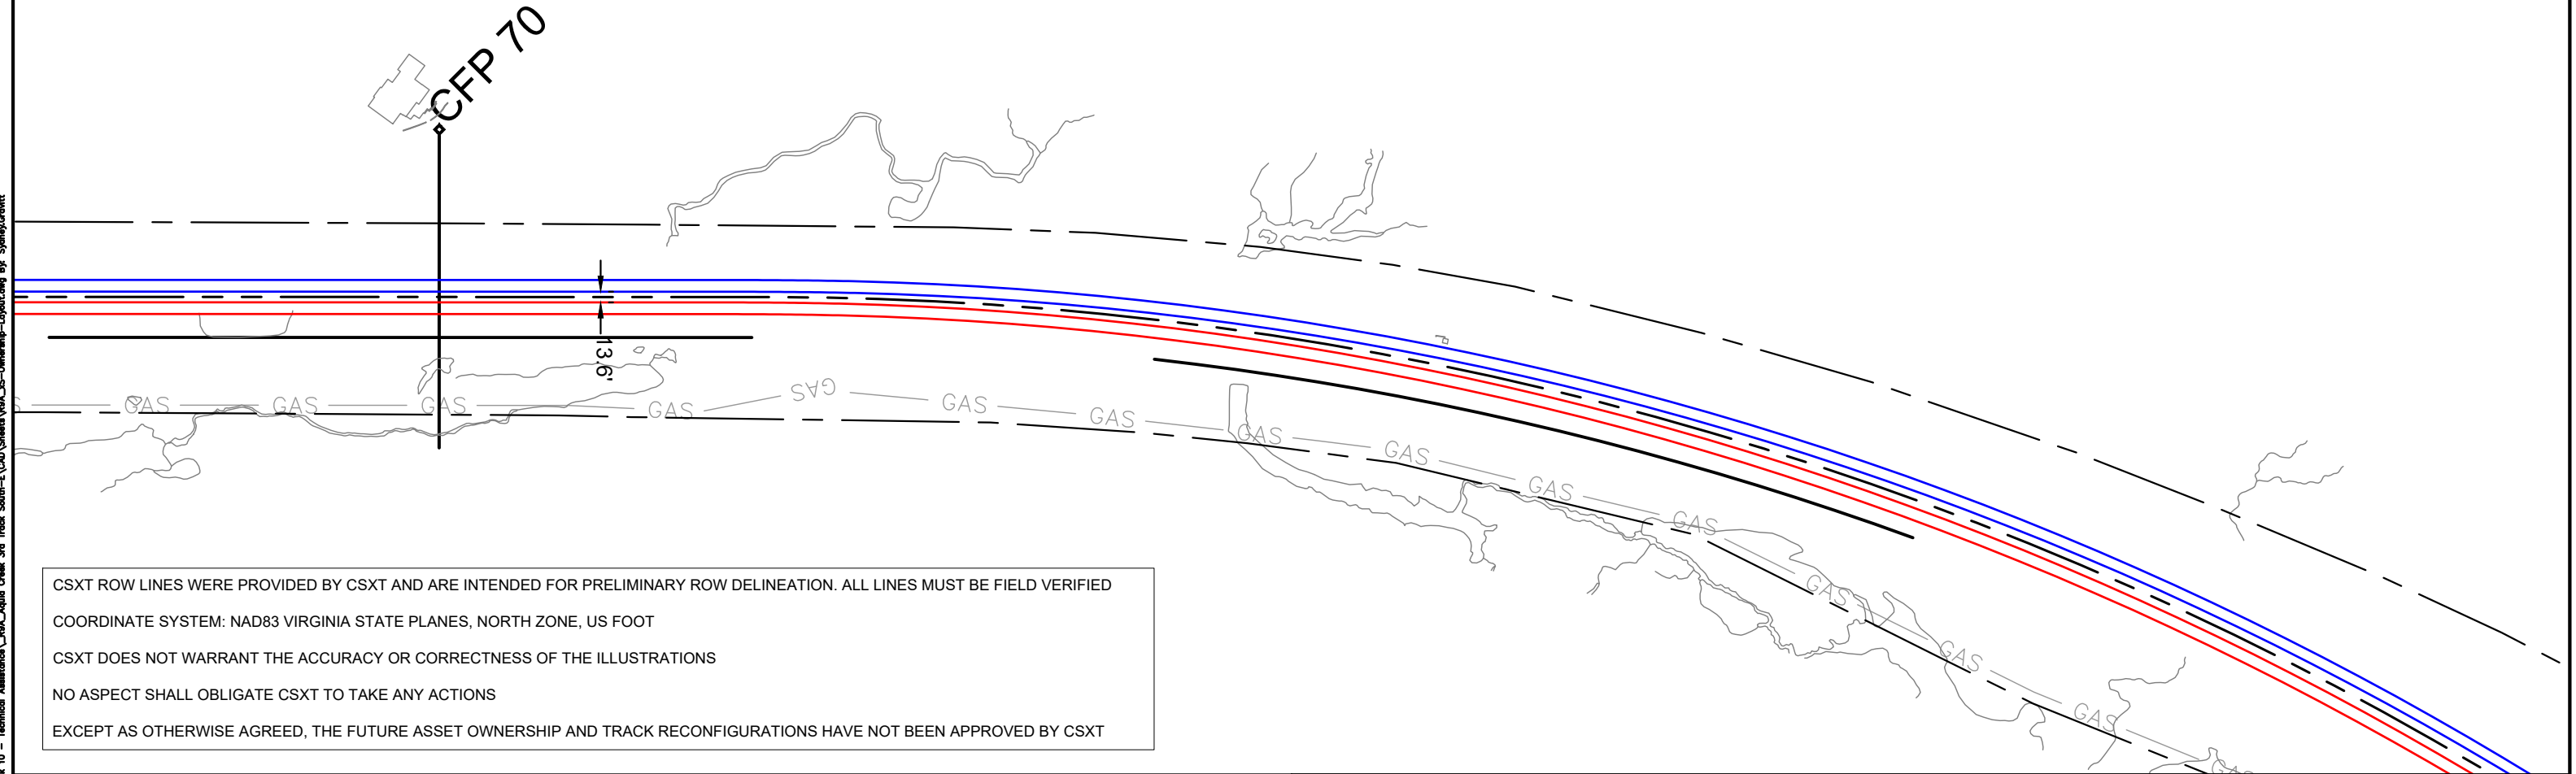 CFP 70
13.6'
GAS GAS GAS GAS GAS GAS GAS GAS GAS GAS GAS GAS GAS GAS GAS
CSXT ROW LINES WERE PROVIDED BY CSXT AND ARE INTENDED FOR PRELIMINARY ROW DELINEATION. ALL LINES MUST BE FIELD VERIFIED
COORDINATE SYSTEM: NAD83 VIRGINIA STATE PLANES, NORTH ZONE, US FOOT
CSXT DOES NOT WARRANT THE ACCURACY OR CORRECTNESS OF THE ILLUSTRATIONS
NO ASPECT SHALL OBLIGATE CSXT TO TAKE ANY ACTIONS
EXCEPT AS OTHERWISE AGREED, THE FUTURE ASSET OWNERSHIP AND TRACK RECONFIGURATIONS HAVE NOT BEEN APPROVED BY CSXT